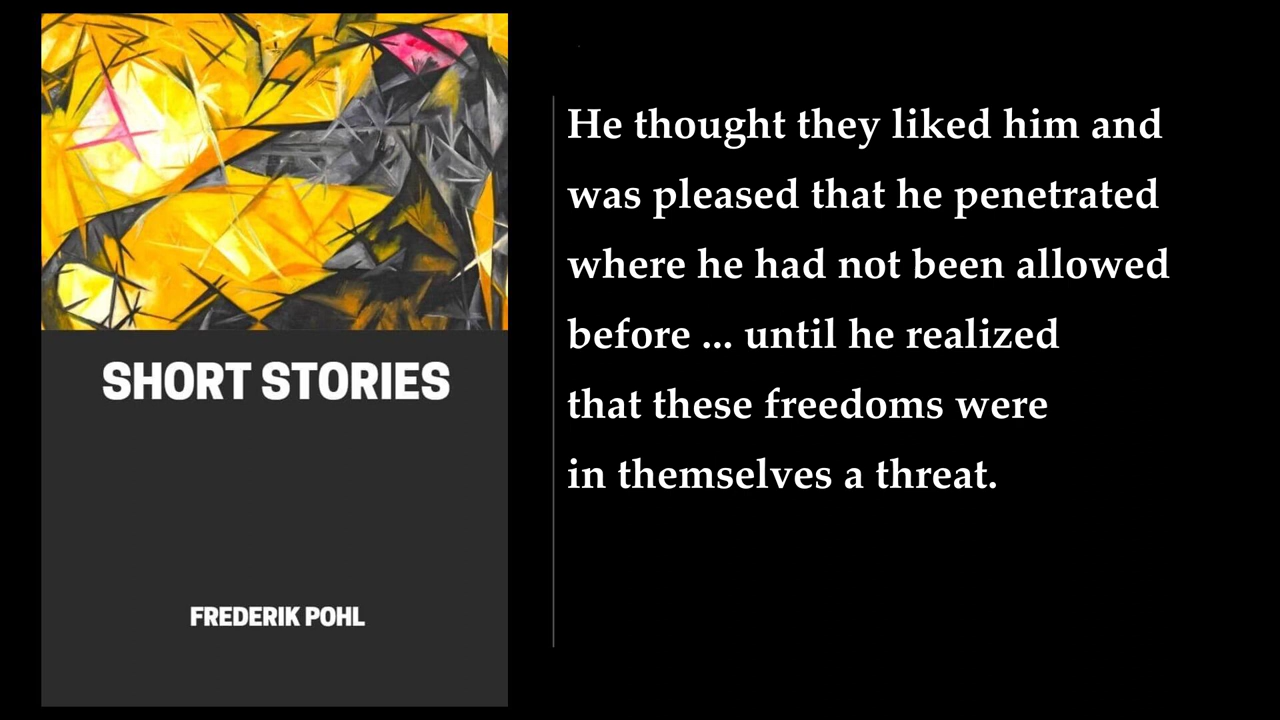 SHORT STORIES
FREDERIK POHL
He thought they liked him and
was pleased that he penetrated
where he had not been allowed
before ... until he realized
that these freedoms were
in themselves a threat.